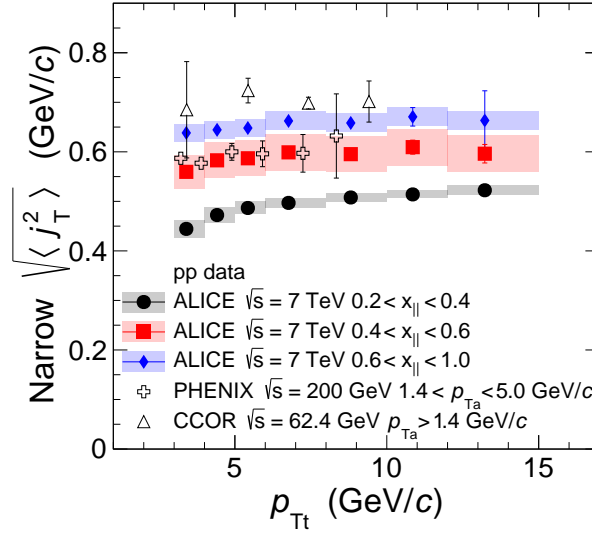 0.8
0.6
0.4
0.2
0
Narrow √⟨ j_T^2 ⟩ (GeV/c)
pp data
ALICE √s = 7 TeV 0.2< x_|| < 0.4
ALICE √s = 7 TeV 0.4< x_|| < 0.6
ALICE √s = 7 TeV 0.6< x_|| < 1.0
PHENIX √s = 200 GeV 1.4 < p_Ta <5.0 GeV/c
CCOR √s = 62.4 GeV p_Ta >1.4 GeV/c
5 10 15
p_Tt (GeV/c)